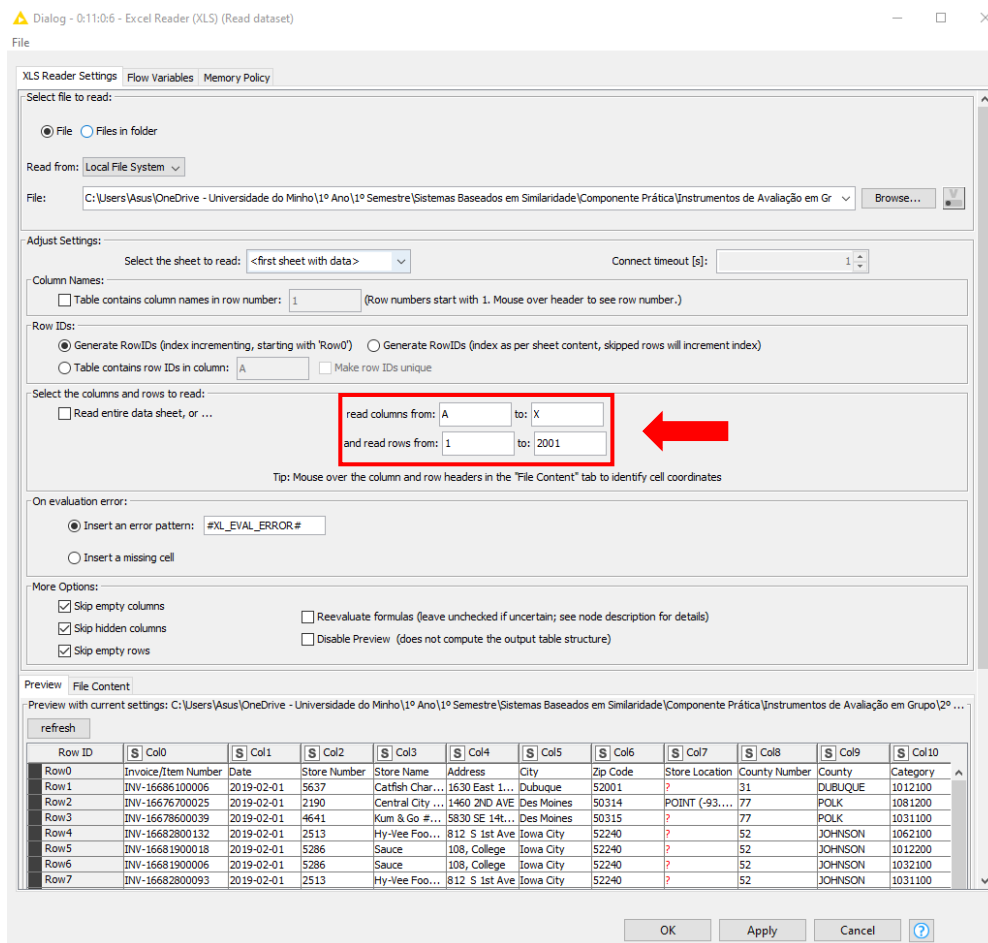 Dialog - 0:11:0:6 - Excel Reader (XLS) (Read dataset)
File
XLS Reader Settings Flow Variables Memory Policy
Select file to read:
File Files in folder
Read from: Local File System
File: C:\Users\Asus\OneDrive - Universidade do Minho\1º Ano\1º Semestre\Sistemas Baseados em Similaridade\Componente Prática\Instrumentos de Avaliação em Gr Browse...
Adjust Settings:
Select the sheet to read: <first sheet with data> Connect timeout [s]: 1
Column Names:
Table contains column names in row number: 1 (Row numbers start with 1. Mouse over header to see row number.)
Row IDs:
Generate RowIDs (index incrementing, starting with 'Row0') Generate RowIDs (index as per sheet content, skipped rows will increment index)
Table contains row IDs in column: A Make row IDs unique
Select the columns and rows to read:
Read entire data sheet, or ... read columns from: A to: X
and read rows from: 1 to: 2001
Tip: Mouse over the column and row headers in the "File Content" tab to identify cell coordinates
On evaluation error:
Insert an error pattern: #XL_EVAL_ERROR#
Insert a missing cell
More Options:
Skip empty columns
Reevaluate formulas (leave unchecked if uncertain; see node description for details)
Skip hidden columns
Disable Preview (does not compute the output table structure)
Skip empty rows
Preview File Content
Preview with current settings: C:\Users\Asus\OneDrive - Universidade do Minho\1º Ano\1º Semestre\Sistemas Baseados em Similaridade\Componente Prática\Instrumentos de Avaliação em Grupo\2º ...
refresh
Row ID S Col0 S Col1 S Col2 S Col3 S Col4 S Col5 S Col6 S Col7 S Col8 S Col9 S Col10
Row0 Invoice/Item Number Date Store Number Store Name Address City Zip Code Store Location County Number County Category
Row1 INV-16686100006 2019-02-01 5637 Catfish Char... 1630 East 1... Dubuque 52001 ? 31 DUBUQUE 1012100
Row2 INV-16676700025 2019-02-01 2190 Central City ... 1460 2ND AVE Des Moines 50314 POINT (-93.... 77 POLK 1081200
Row3 INV-16678600039 2019-02-01 4641 Kum & Go #... 5830 SE 14t... Des Moines 50315 ? 77 POLK 1031100
Row4 INV-16682800132 2019-02-01 2513 Hy-Vee Foo... 812 S 1st Ave Iowa City 52240 ? 52 JOHNSON 1062100
Row5 INV-16681900018 2019-02-01 5286 Sauce 108, College Iowa City 52240 ? 52 JOHNSON 1012200
Row6 INV-16681900006 2019-02-01 5286 Sauce 108, College Iowa City 52240 ? 52 JOHNSON 1032100
Row7 INV-16682800093 2019-02-01 2513 Hy-Vee Foo... 812 S 1st Ave Iowa City 52240 ? 52 JOHNSON 1031100
OK Apply Cancel ?